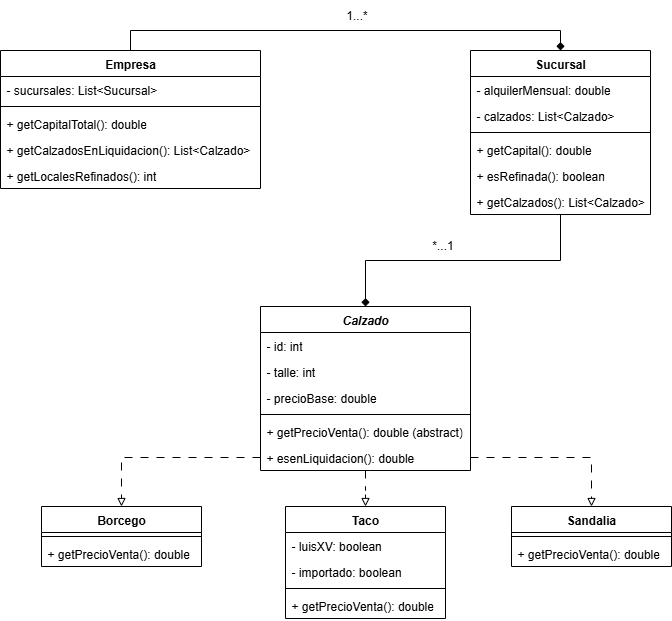 1...*
Empresa
- sucursales: List<Sucursal>
+ getCapitalTotal(): double
+ getCalzadosEnLiquidacion(): List<Calzado>
+ getLocalesRefinados(): int
Sucursal
- alquilerMensual: double
- calzados: List<Calzado>
+ getCapital(): double
+ esRefinada(): boolean
+ getCalzados(): List<Calzado>
*...1
Calzado
- id: int
- talle: int
- precioBase: double
+ getPrecioVenta(): double (abstract)
+ esenLiquidacion(): double
Borcego
+ getPrecioVenta(): double
Taco
- luisXV: boolean
- importado: boolean
+ getPrecioVenta(): double
Sandalia
+ getPrecioVenta(): double